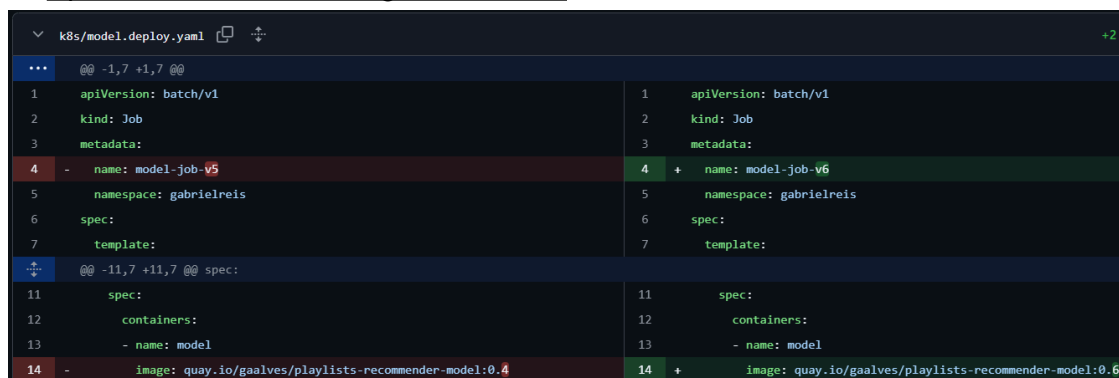 k8s/model.deploy.yaml +2
@@ -1,7 +1,7 @@
1 apiVersion: batch/v1 1 apiVersion: batch/v1
2 kind: Job 2 kind: Job
3 metadata: 3 metadata:
4 - name: model-job-v5 4 + name: model-job-v6
5 namespace: gabrielreis 5 namespace: gabrielreis
6 spec: 6 spec:
7 template: 7 template:
@@ -11,7 +11,7 @@ spec:
11 spec: 11 spec:
12 containers: 12 containers:
13 - name: model 13 - name: model
14 - image: quay.io/gaalves/playlists-recommender-model:0.4 14 + image: quay.io/gaalves/playlists-recommender-model:0.6